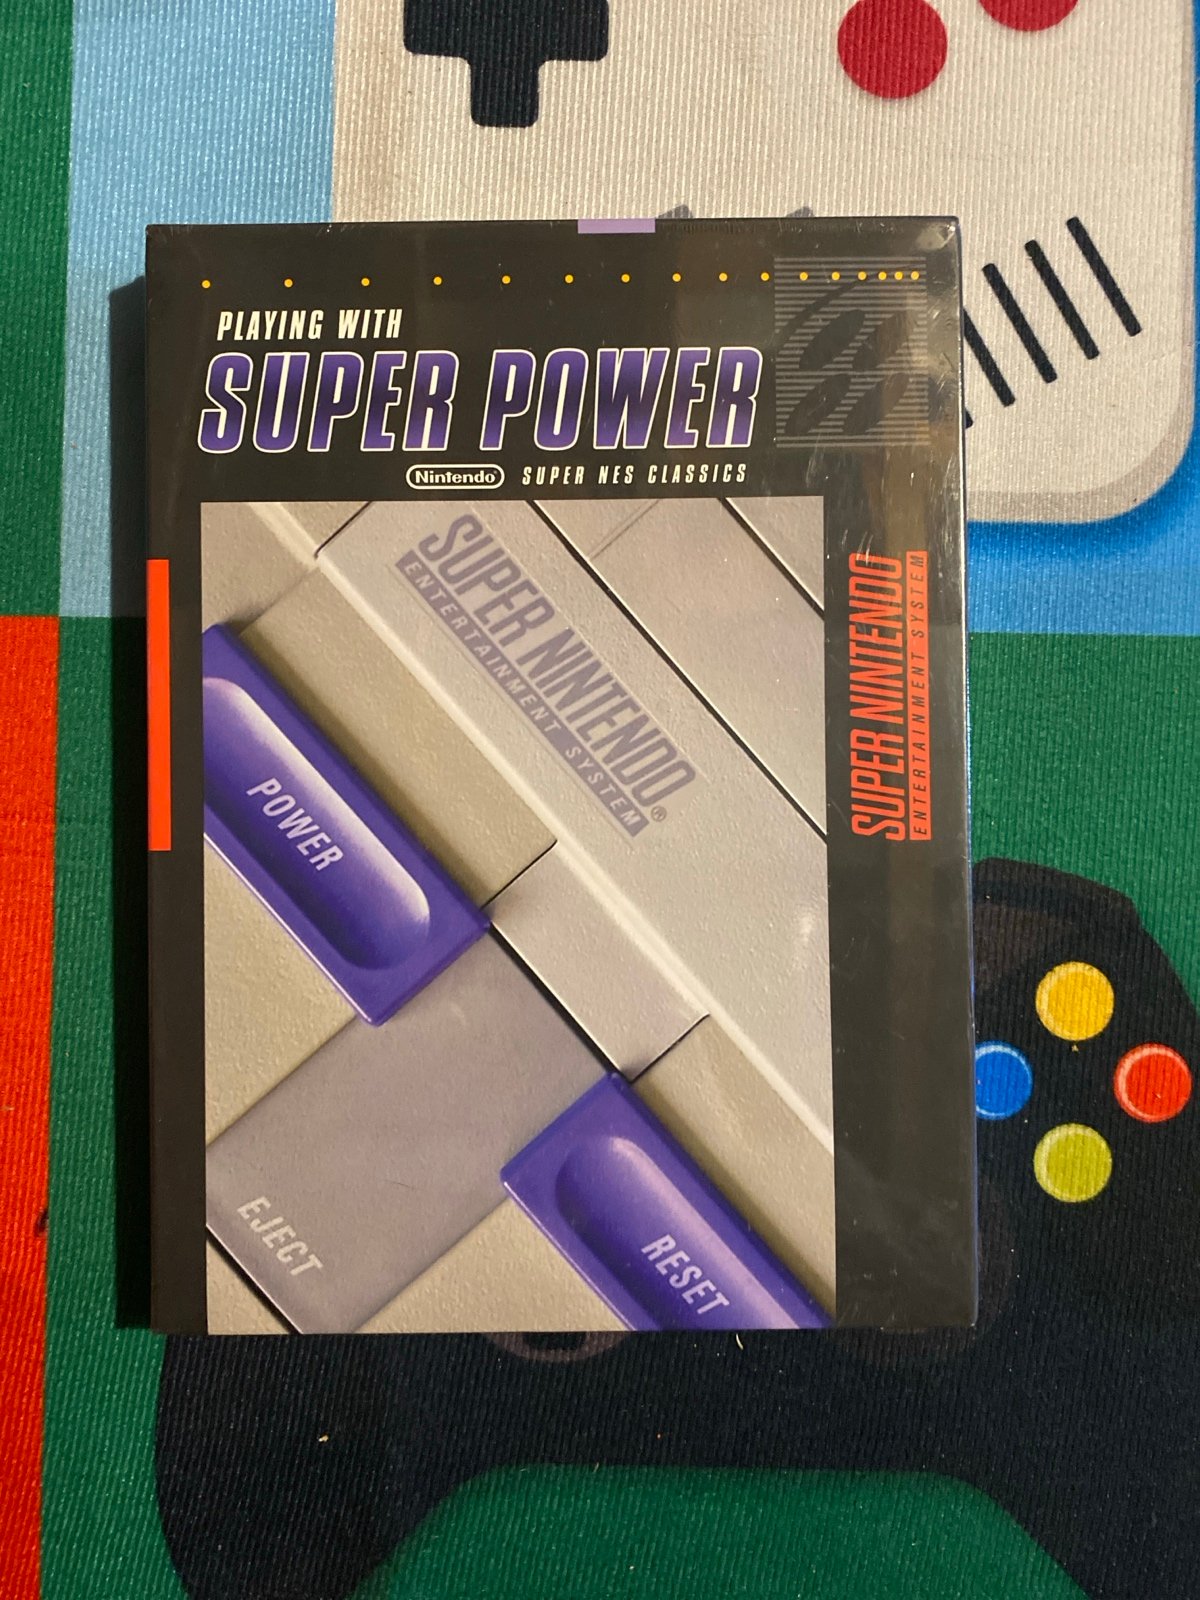 PLAYING WITH
SUPER POWER
Nintendo® SUPER NES CLASSICS
SUPER NINTENDO
ENTERTAINMENT SYSTEM
SUPER NINTENDO®
ENTERTAINMENT SYSTEM
POWER
EJECT
RESET